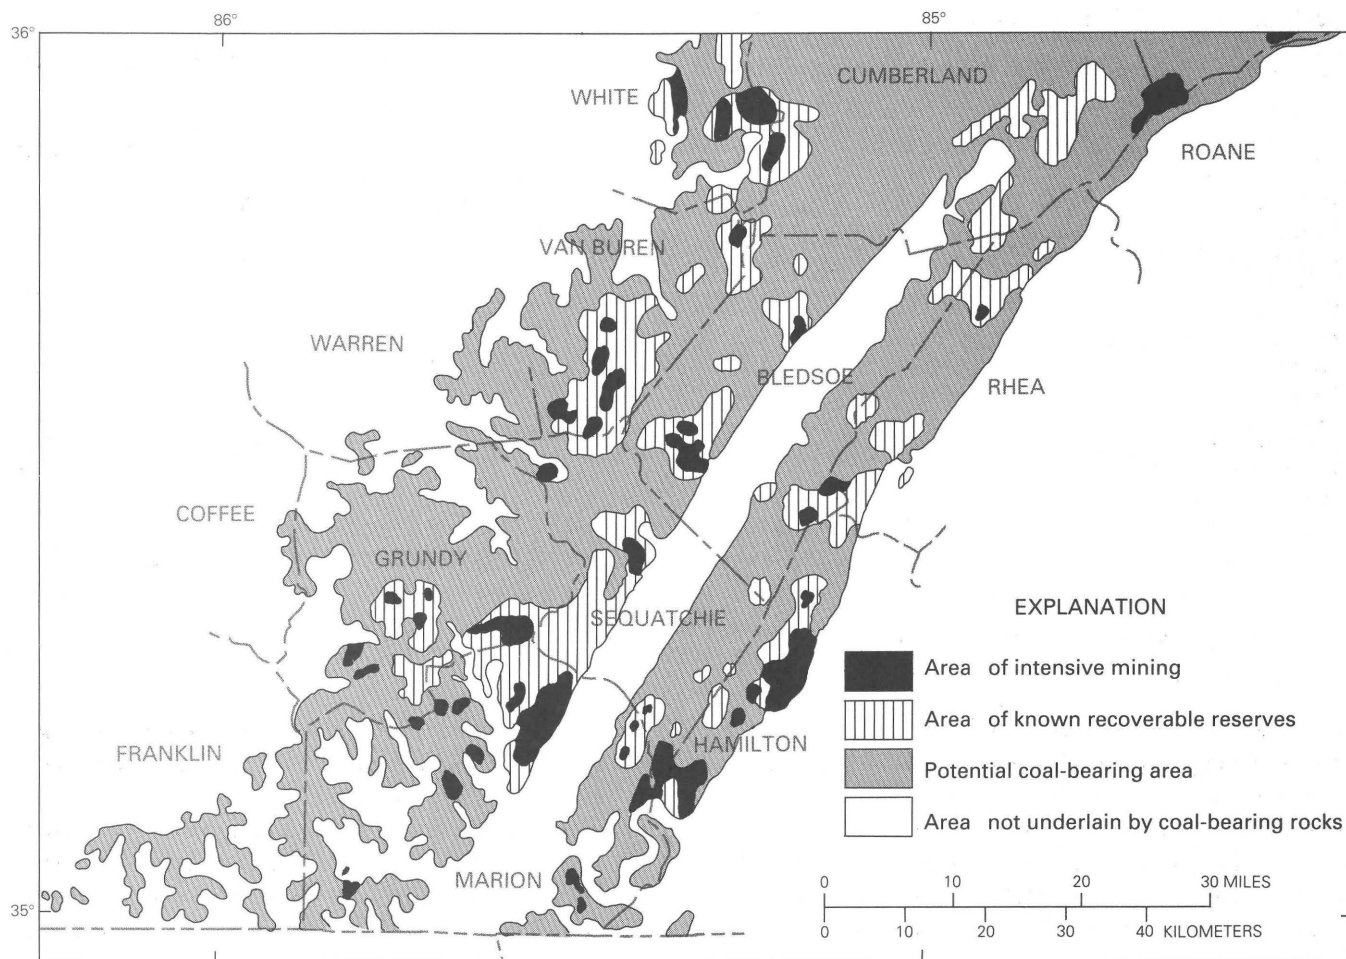 86°
85°
36°
CUMBERLAND
WHITE
ROANE
VAN BUREN
WARREN
BLEDSOE
RHEA
COFFEE
GRUNDY
SEQUATCHIE
FRANKLIN
HAMILTON
MARION
35°
EXPLANATION
Area of intensive mining
Area of known recoverable reserves
Potential coal-bearing area
Area not underlain by coal-bearing rocks
0 10 20 30 MILES
0 10 20 30 40 KILOMETERS